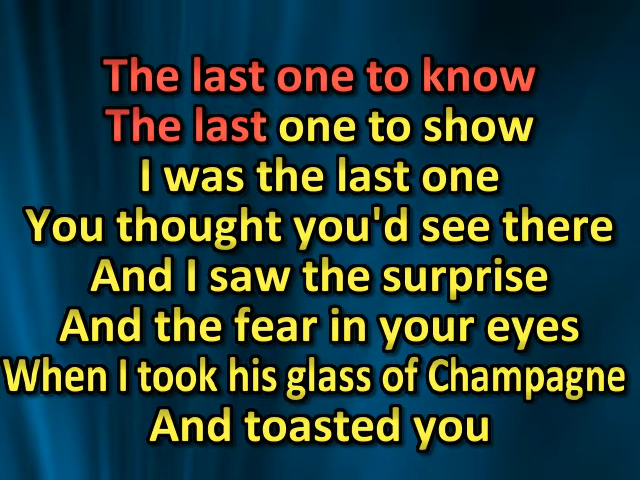 The last one to know
The last one to show
I was the last one
You thought you'd see there
And I saw the surprise
And the fear in your eyes
When I took his glass of Champagne
And toasted you